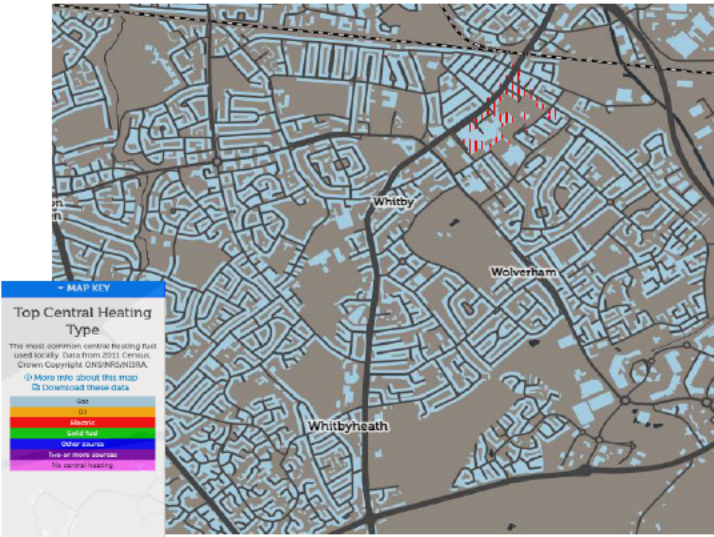 Whitby
on
en
Wolverham
Whitbyheath
MAP KEY
Top Central Heating
Type
The most common central heating fuel
used locally. Data from 2011 Census.
Crown Copyright ONS/NRS/NISRA.
More info about this map
Download these data
Gas
Oil
Electric
Solid fuel
Other source
Two or more sources
No central heating